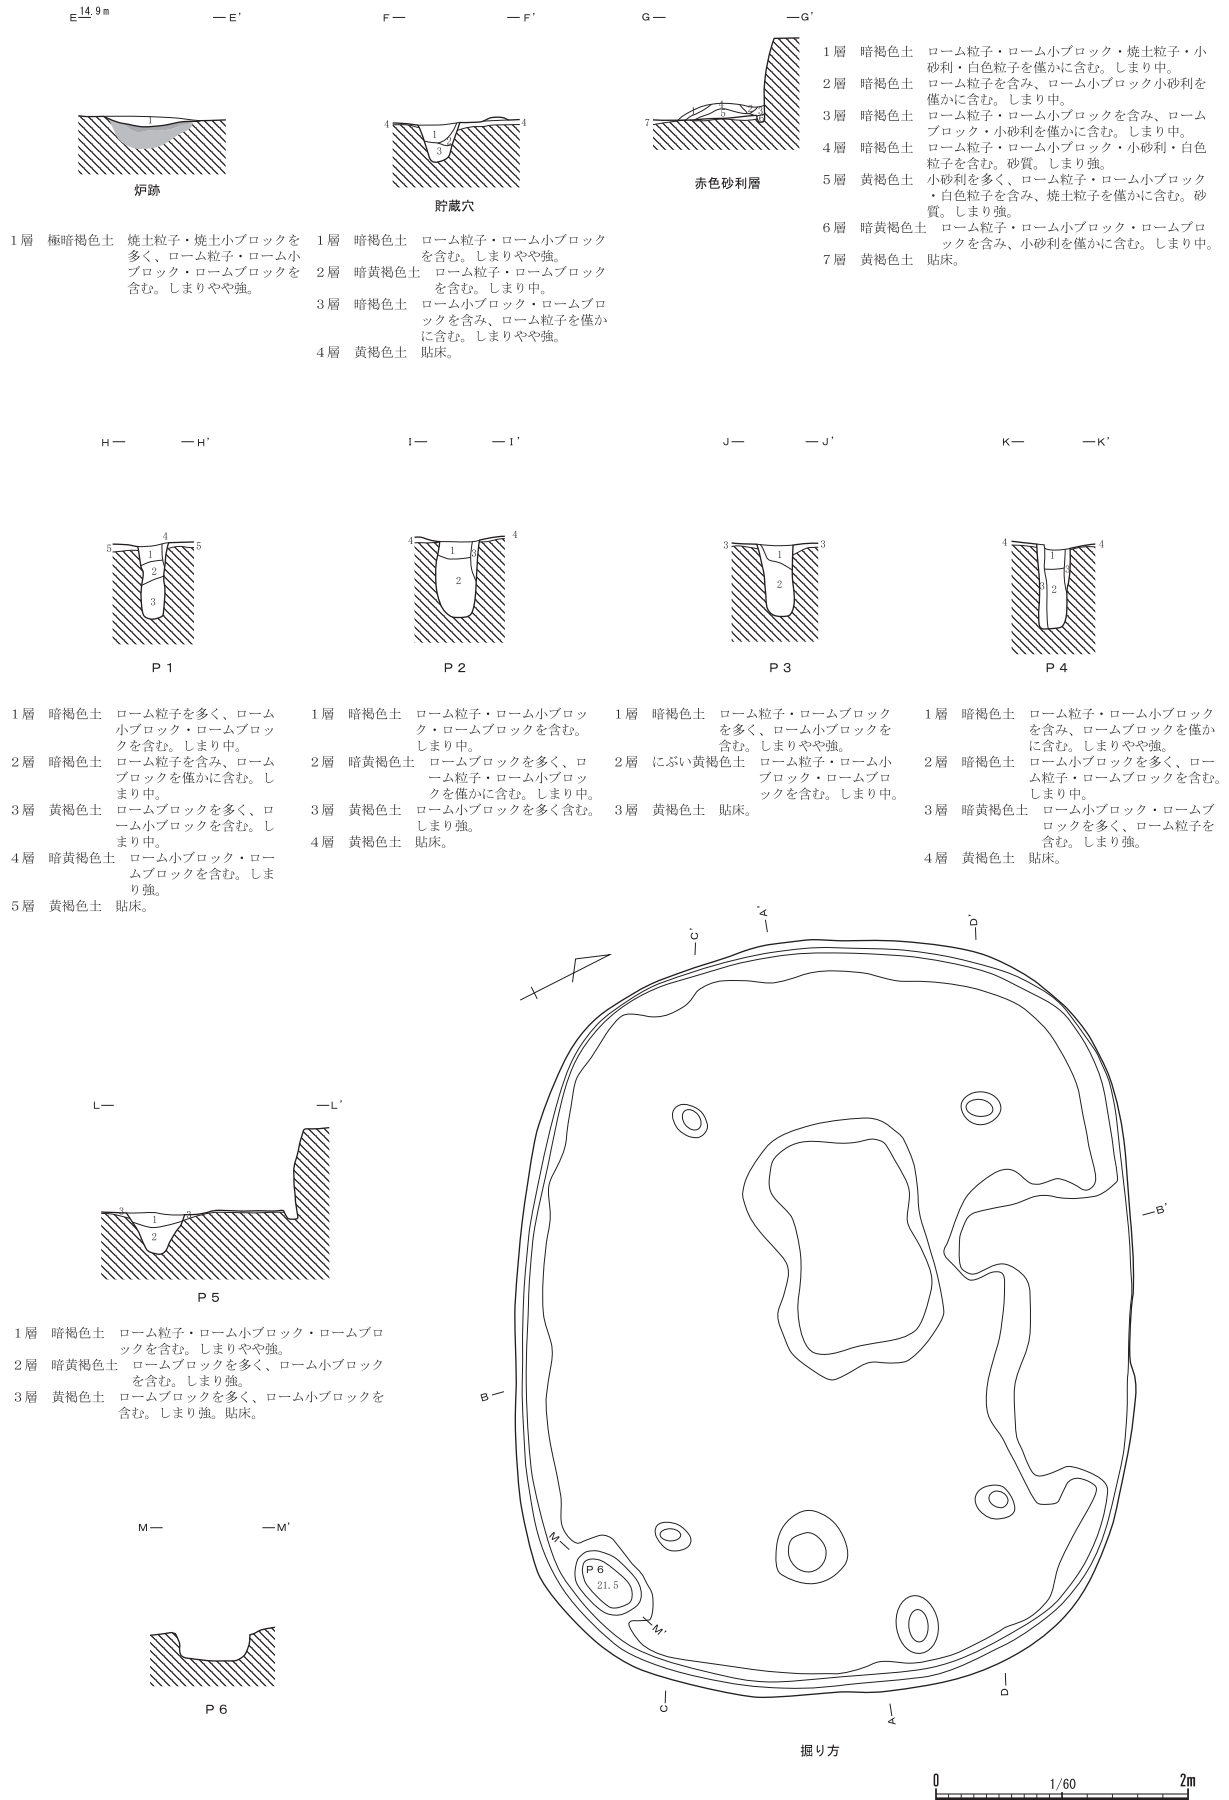 E 14.9m E’ F F’ G G’
1層 暗褐色土 ローム粒子・ローム小ブロック・焼土粒子・小
砂利・白色粒子を僅かに含む。しまり中。
2層 暗褐色土 ローム粒子を含み、ローム小ブロック小砂利を
僅かに含む。しまり中。
3層 暗褐色土 ローム粒子・ローム小ブロックを含み、ローム
ブロック・小砂利を僅かに含む。しまり中。
4層 暗褐色土 ローム粒子・ローム小ブロック・小砂利・白色
粒子を含む。砂質。しまり強。
5層 黄褐色土 小砂利を多く、ローム粒子・ローム小ブロック
・白色粒子を含み、焼土粒子を僅かに含む。砂
質。しまり強。
6層 暗黄褐色土 ローム粒子・ローム小ブロック・ロームブロ
ックを含み、小砂利を僅かに含む。しまり中。
7層 黄褐色土 貼床。
1
炉跡
4 1 2 3 4
貯蔵穴
7 1 4 5 2 3 6
赤色砂利層
1層 極暗褐色土 焼土粒子・焼土小ブロックを
多く、ローム粒子・ローム小
ブロック・ロームブロックを
含む。しまりやや強。
1層 暗褐色土 ローム粒子・ローム小ブロック
を含む。しまりやや強。
2層 暗黄褐色土 ローム粒子・ロームブロック
を含む。しまり中。
3層 暗褐色土 ローム小ブロック・ロームブロ
ックを含み、ローム粒子を僅か
に含む。しまりやや強。
4層 黄褐色土 貼床。
H H’ I I’ J J’ K K’
5 1 4 5 2 3
P1
4 1 3 4 2
P2
3 1 3 2
P3
4 1 3 4 3 2
P4
1層 暗褐色土 ローム粒子を多く、ローム
小ブロック・ロームブロッ
クを含む。しまり中。
2層 暗褐色土 ローム粒子を含み、ローム
ブロックを僅かに含む。し
まり中。
3層 黄褐色土 ロームブロックを多く、ロ
ーム小ブロックを含む。し
まり中。
4層 暗黄褐色土 ローム小ブロック・ロー
ムブロックを含む。しま
り強。
5層 黄褐色土 貼床。
1層 暗褐色土 ローム粒子・ローム小ブロッ
ク・ロームブロックを含む。
しまり中。
2層 暗黄褐色土 ロームブロックを多く、ロ
ーム粒子・ローム小ブロッ
クを僅かに含む。しまり中。
3層 黄褐色土 ローム小ブロックを多く含む。
しまり強。
4層 黄褐色土 貼床。
1層 暗褐色土 ローム粒子・ロームブロック
を多く、ローム小ブロックを
含む。しまりやや強。
2層 にぶい黄褐色土 ローム粒子・ローム小
ブロック・ロームブロ
ックを含む。しまり中。
3層 黄褐色土 貼床。
1層 暗褐色土 ローム粒子・ローム小ブロック
を含み、ロームブロックを僅か
に含む。しまりやや強。
2層 暗褐色土 ローム小ブロックを多く、ロー
ム粒子・ロームブロックを含む。
しまり中。
3層 暗黄褐色土 ローム小ブロック・ロームブ
ロックを多く、ローム粒子を
含む。しまり強。
4層 黄褐色土 貼床。
L L’
3 1 3 2
P5
1層 暗褐色土 ローム粒子・ローム小ブロック・ロームブロ
ックを含む。しまりやや強。
2層 暗黄褐色土 ロームブロックを多く、ローム小ブロック
を含む。しまり強。
3層 黄褐色土 ロームブロックを多く、ローム小ブロックを
含む。しまり強。貼床。
M M’
P6
C’ A’ D’
B’
B
M
P6
21.5
M’
C A D
掘り方
0 1/60 2m